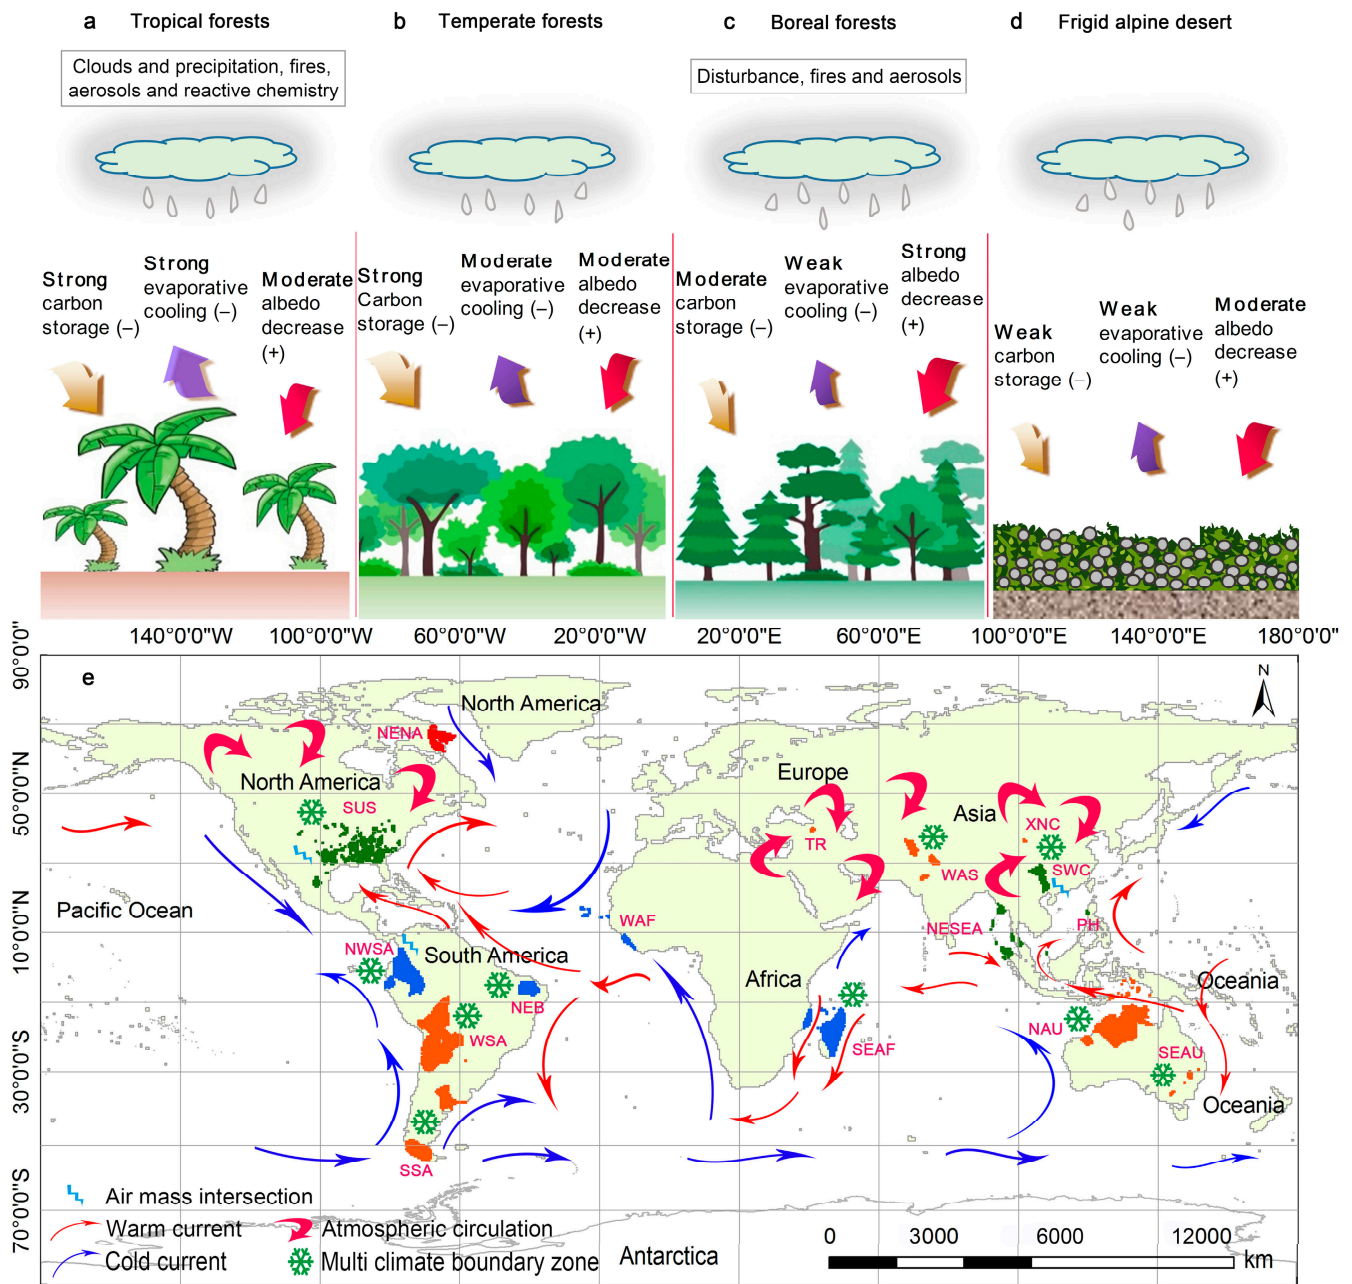 a Tropical forests
b Temperate forests
c Boreal forests
d Frigid alpine desert
Clouds and precipitation, fires,
aerosols and reactive chemistry
Disturbance, fires and aerosols
Strong
carbon
storage (–)
Strong
evaporative
cooling (–)
Moderate
albedo
decrease
(+)
Strong
Carbon
storage (–)
Moderate
evaporative
cooling (–)
Moderate
albedo
decrease
(+)
Moderate
carbon
storage (–)
Weak
evaporative
cooling (–)
Strong
albedo
decrease
(+)
Weak
carbon
storage (–)
Weak
evaporative
cooling (–)
Moderate
albedo
decrease
(+)
140°0'0"W 100°0'0"W 60°0'0"W 20°0'0"W 20°0'0"E 60°0'0"E 100°0'0"E 140°0'0"E 180°0'0"
90°0'0"
50°0'0"N
10°0'0"N
30°0'0"S
70°0'0"S
e
N
North America
NENA
North America
SUS
Europe
Asia
XNC
TR
WAS
SWC
Pacific Ocean
WAF
NESEA
PH
NWSA
South America
Africa
Oceania
NEB
WSA
NAU
SEAF
SEAU
Oceania
SSA
Air mass intersection
Warm current
Atmospheric circulation
Cold current
Multi climate boundary zone
Antarctica
0 3000 6000 12000
km